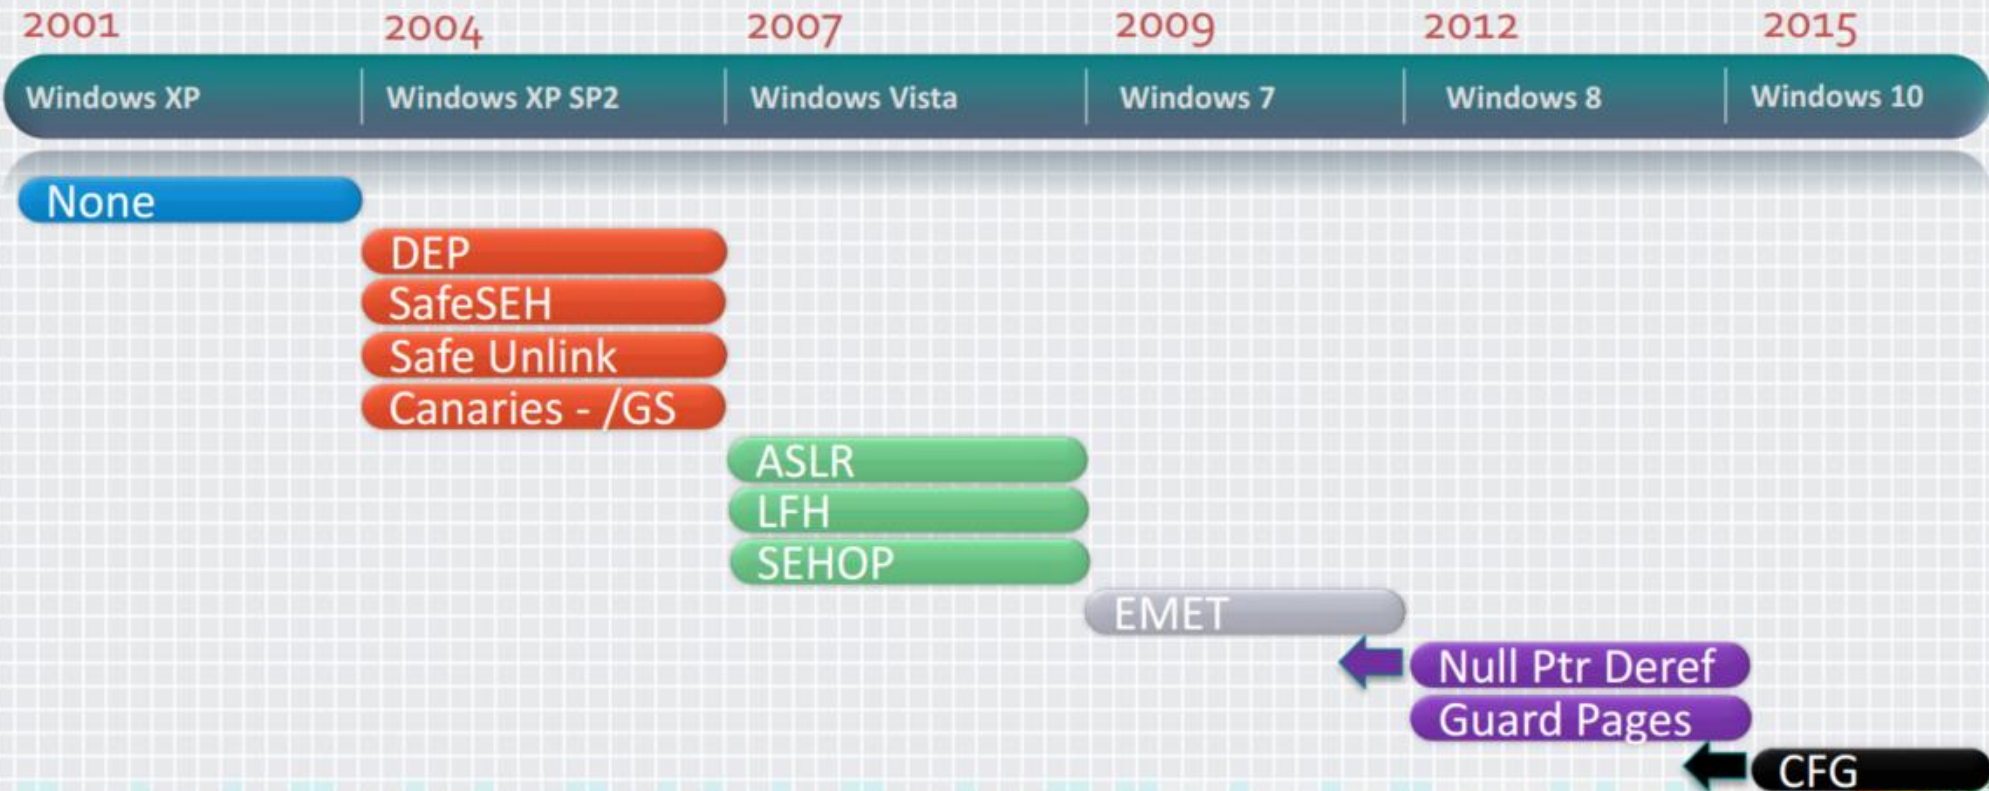 2001 2004 2007 2009 2012 2015
Windows XP Windows XP SP2 Windows Vista Windows 7 Windows 8 Windows 10
None
DEP
SafeSEH
Safe Unlink
Canaries - /GS
ASLR
LFH
SEHOP
EMET
Null Ptr Deref
Guard Pages
CFG